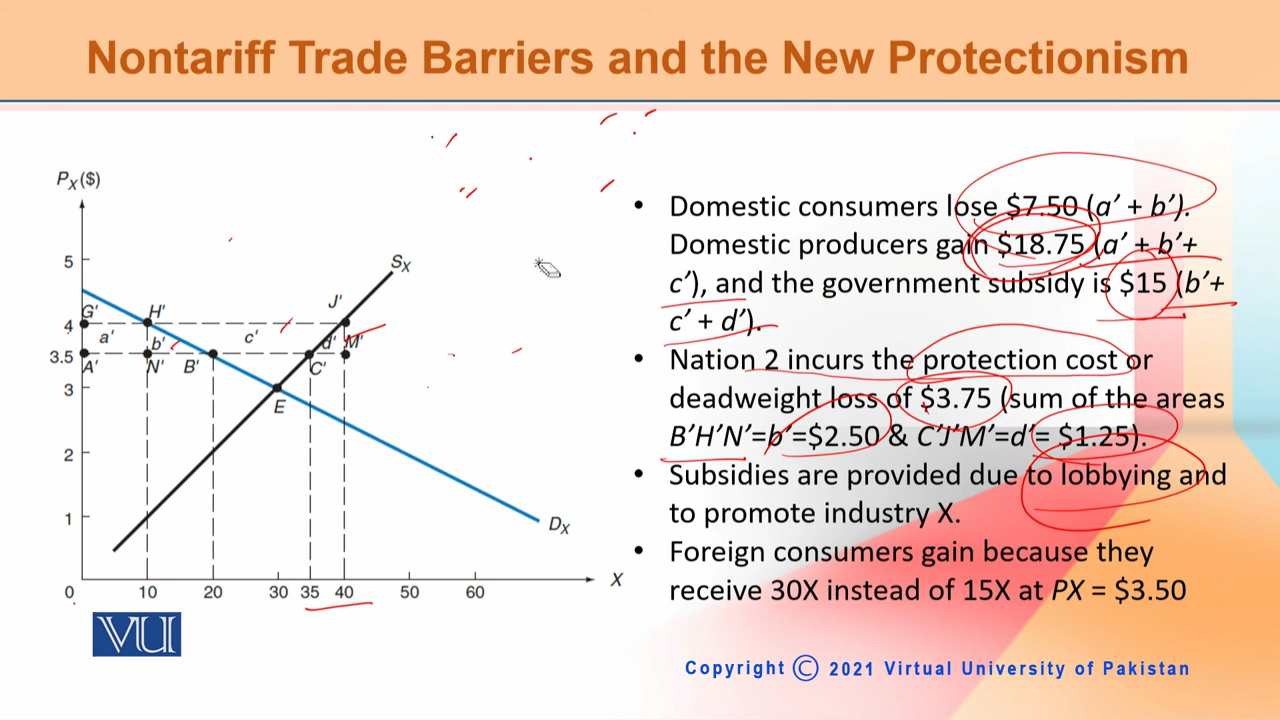 Nontariff Trade Barriers and the New Protectionism
PX($)
5
4
3.5
3
2
1
0
10
20
30
35
40
50
60
X
SX
DX
G'
H'
J'
a'
b'
c'
d'
M'
A'
N'
B'
C'
E
• Domestic consumers lose $7.50 (a’ + b’).
Domestic producers gain $18.75 (a’ + b’+
c’), and the government subsidy is $15 (b’+
c’ + d’).
• Nation 2 incurs the protection cost or
deadweight loss of $3.75 (sum of the areas
B’H’N’=b’=$2.50 & C’J’M’=d’= $1.25).
• Subsidies are provided due to lobbying and
to promote industry X.
• Foreign consumers gain because they
receive 30X instead of 15X at PX = $3.50
VU
Copyright © 2021 Virtual University of Pakistan